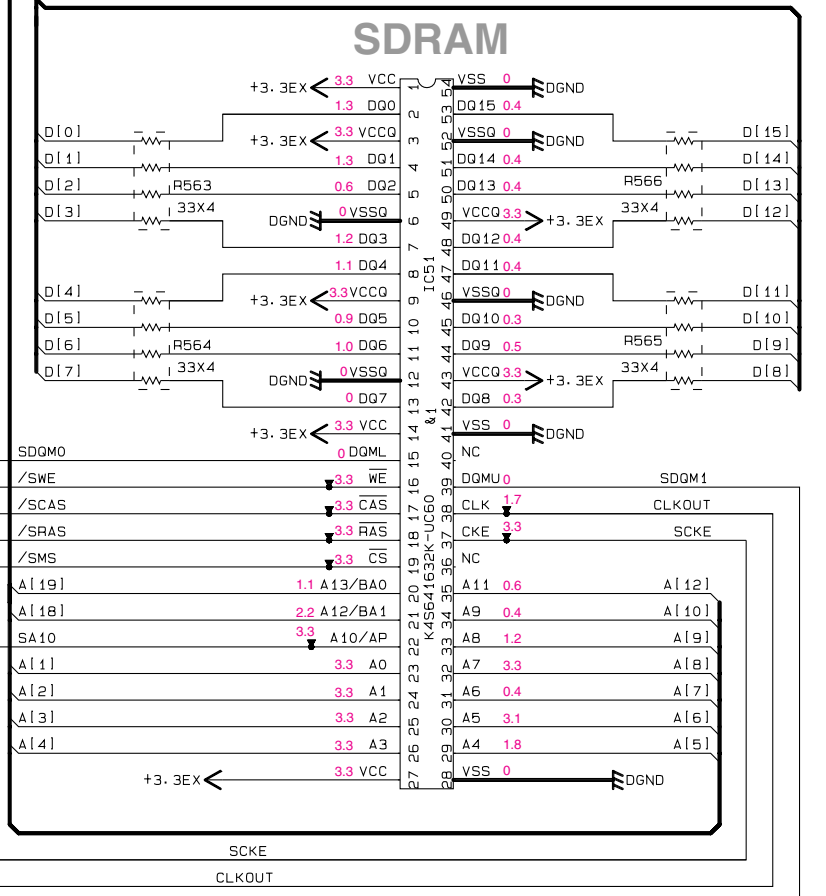 SDRAM
+3.3EX 3.3 VCC 1 54 VSS 0 DGND
1.3 DQ0 2 53 DQ15 0.4
D[0] +3.3EX 3.3 VCCQ 3 52 VSSQ 0 DGND D[15]
D[1] 1.3 DQ1 4 51 DQ14 0.4 D[14]
D[2] R563 0.6 DQ2 5 50 DQ13 0.4 R566 D[13]
D[3] 33X4 DGND 0 VSSQ 6 49 VCCQ 3.3 +3.3EX 33X4 D[12]
1.2 DQ3 7 48 DQ12 0.4
1.1 DQ4 8 47 DQ11 0.4
D[4] +3.3EX 3.3 VCCQ 9 46 VSSQ 0 DGND D[11]
D[5] 0.9 DQ5 10 45 DQ10 0.3 D[10]
D[6] R564 1.0 DQ6 11 44 DQ9 0.5 R565 D[9]
D[7] 33X4 DGND 0 VSSQ 12 43 VCCQ 3.3 +3.3EX 33X4 D[8]
0 DQ7 13 42 DQ8 0.3
+3.3EX 3.3 VCC 14 41 VSS 0 DGND
SDQM0 0 DQML 15 40 NC
/SWE 3.3 WE 16 39 DQMU 0 SDQM1
/SCAS 3.3 CAS 17 38 CLK 1.7 CLKOUT
/SRAS 3.3 RAS 18 37 CKE 3.3 SCKE
/SMS 3.3 CS 19 36 NC
A[19] 1.1 A13/BA0 20 35 A11 0.6 A[12]
A[18] 2.2 A12/BA1 21 34 A9 0.4 A[10]
SA10 3.3 A10/AP 22 33 A8 1.2 A[9]
A[1] 3.3 A0 23 32 A7 3.3 A[8]
A[2] 3.3 A1 24 31 A6 0.4 A[7]
A[3] 3.3 A2 25 30 A5 3.1 A[6]
A[4] 3.3 A3 26 29 A4 1.8 A[5]
+3.3EX 3.3 VCC 27 28 VSS 0 DGND
IC51
&1
K4S641632K-UC60
SCKE
CLKOUT